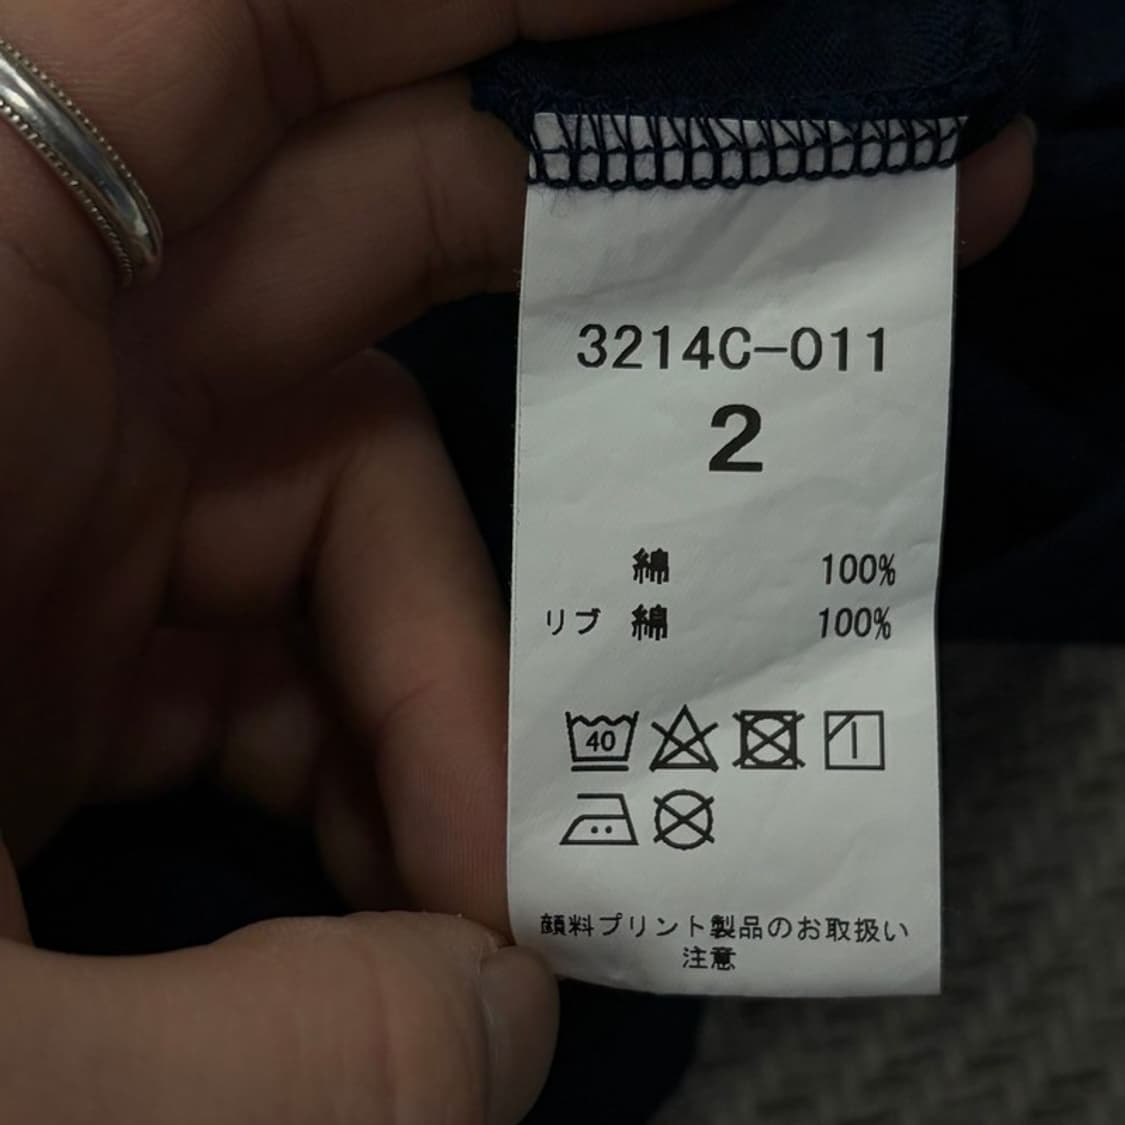 3214C-011
2
綿 100%
リブ 綿 100%
40
顔料プリント製品のお取扱い
注意